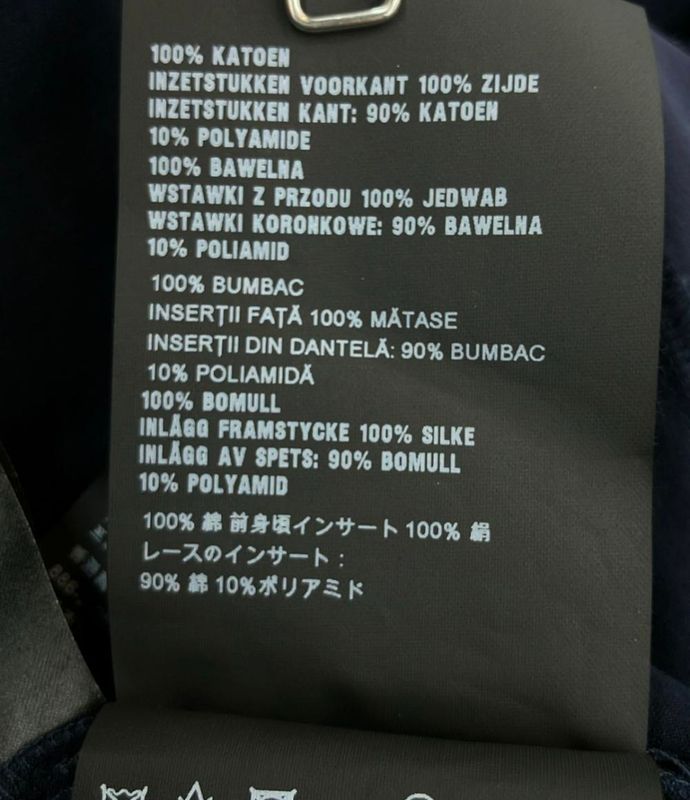 100% KATOEN
INZETSTUKKEN VOORKANT 100% ZIJDE
INZETSTUKKEN KANT: 90% KATOEN
10% POLYAMIDE
100% BAWELNA
WSTAWKI Z PRZODU 100% JEDWAB
WSTAWKI KORONKOWE: 90% BAWELNA
10% POLIAMID
100% BUMBAC
INSERŢII FAŢĂ 100% MĂTASE
INSERŢII DIN DANTELĂ: 90% BUMBAC
10% POLIAMIDĂ
100% BOMULL
INLÄGG FRAMSTYCKE 100% SILKE
INLÄGG AV SPETS: 90% BOMULL
10% POLYAMID
100% 綿 前身頃インサート 100% 絹
レースのインサート:
90% 綿 10%ポリアミド